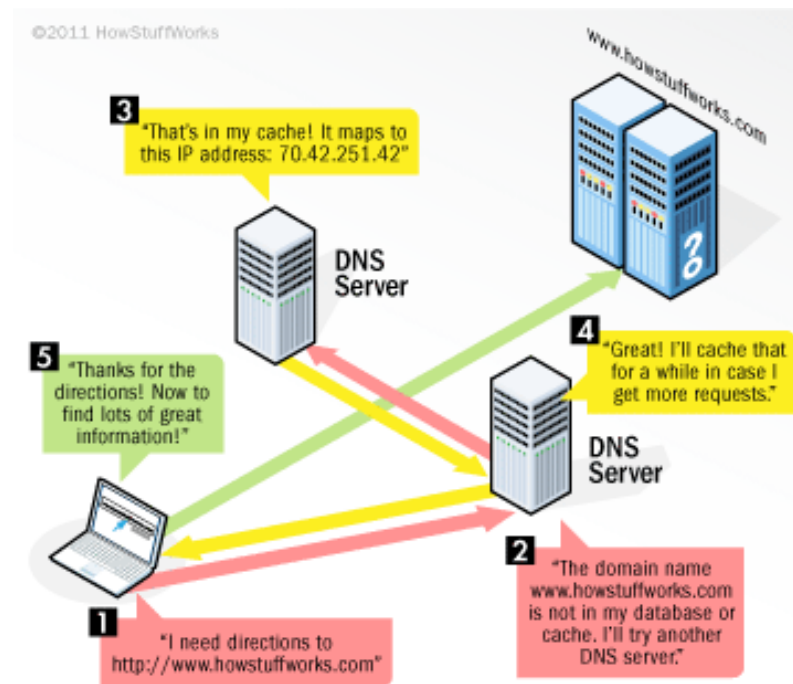 ©2011 HowStuffWorks
www.howstuffworks.com
3
"That's in my cache! It maps to
this IP address: 70.42.251.42"
DNS
Server
4
"Great! I'll cache that
for a while in case I
get more requests."
5
"Thanks for the
directions! Now to
find lots of great
information!"
DNS
Server
2
"The domain name
www.howstuffworks.com
is not in my database or
cache. I'll try another
DNS server."
1
"I need directions to
http://www.howstuffworks.com"
?